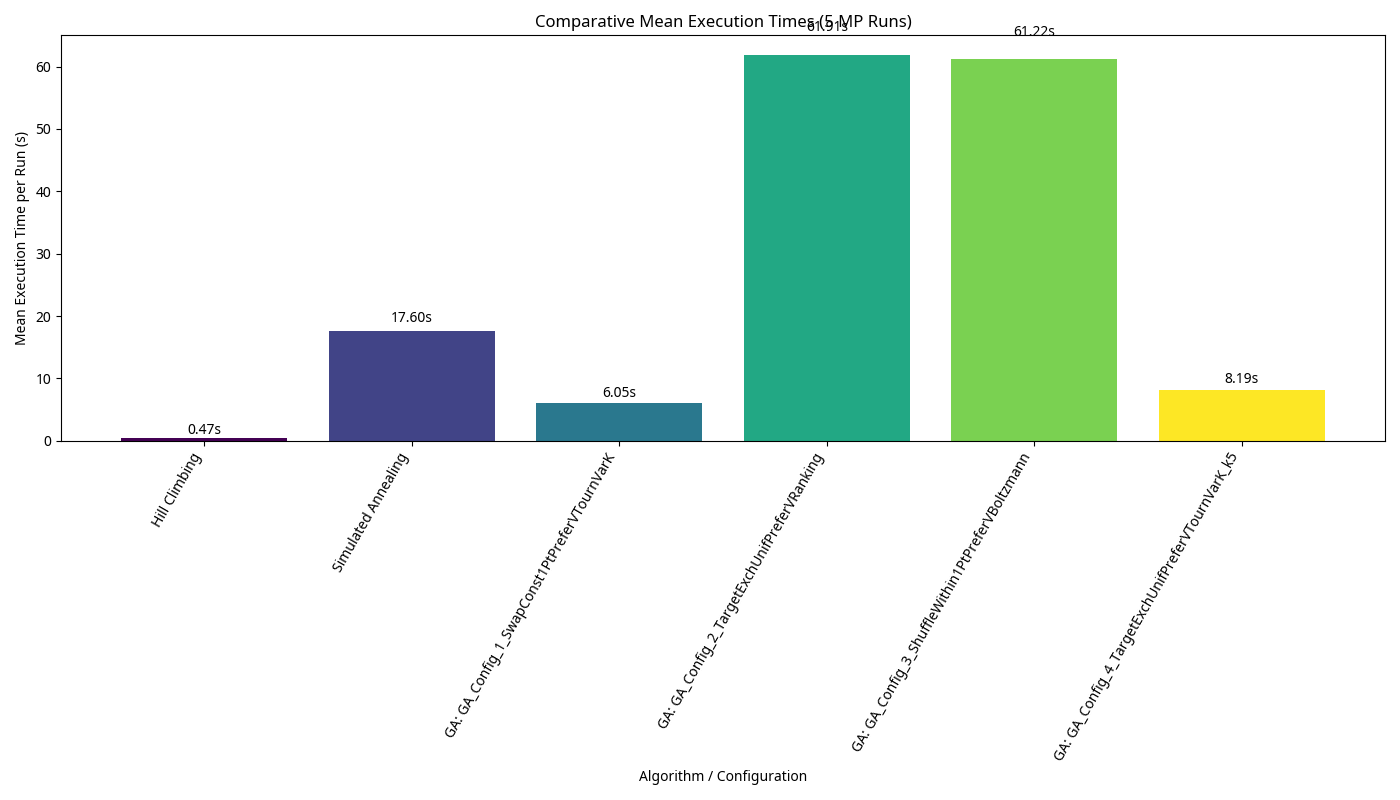 Comparative Mean Execution Times (5 MP Runs)
61.91s
61.22s
Mean Execution Time per Run (s)
60
50
40
30
20
10
0
0.47s
17.60s
6.05s
8.19s
Hill Climbing
Simulated Annealing
GA: GA_Config_1_SwapConst1PtPreferVTournVarK
GA: GA_Config_2_TargetExchUnifPreferVRanking
GA: GA_Config_3_ShuffleWithin1PtPreferVBoltzmann
GA: GA_Config_4_TargetExchUnifPreferVTournVarK_k5
Algorithm / Configuration